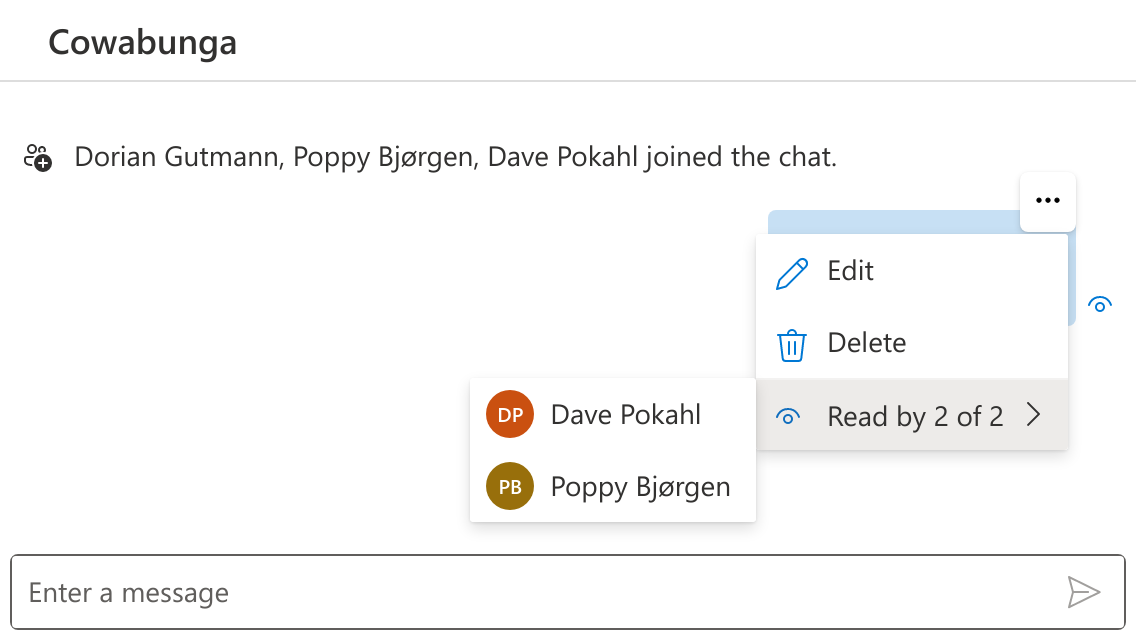 Cowabunga
Dorian Gutmann, Poppy Bjørgen, Dave Pokahl joined the chat.
Edit
Delete
Read by 2 of 2
DP Dave Pokahl
PB Poppy Bjørgen
Enter a message